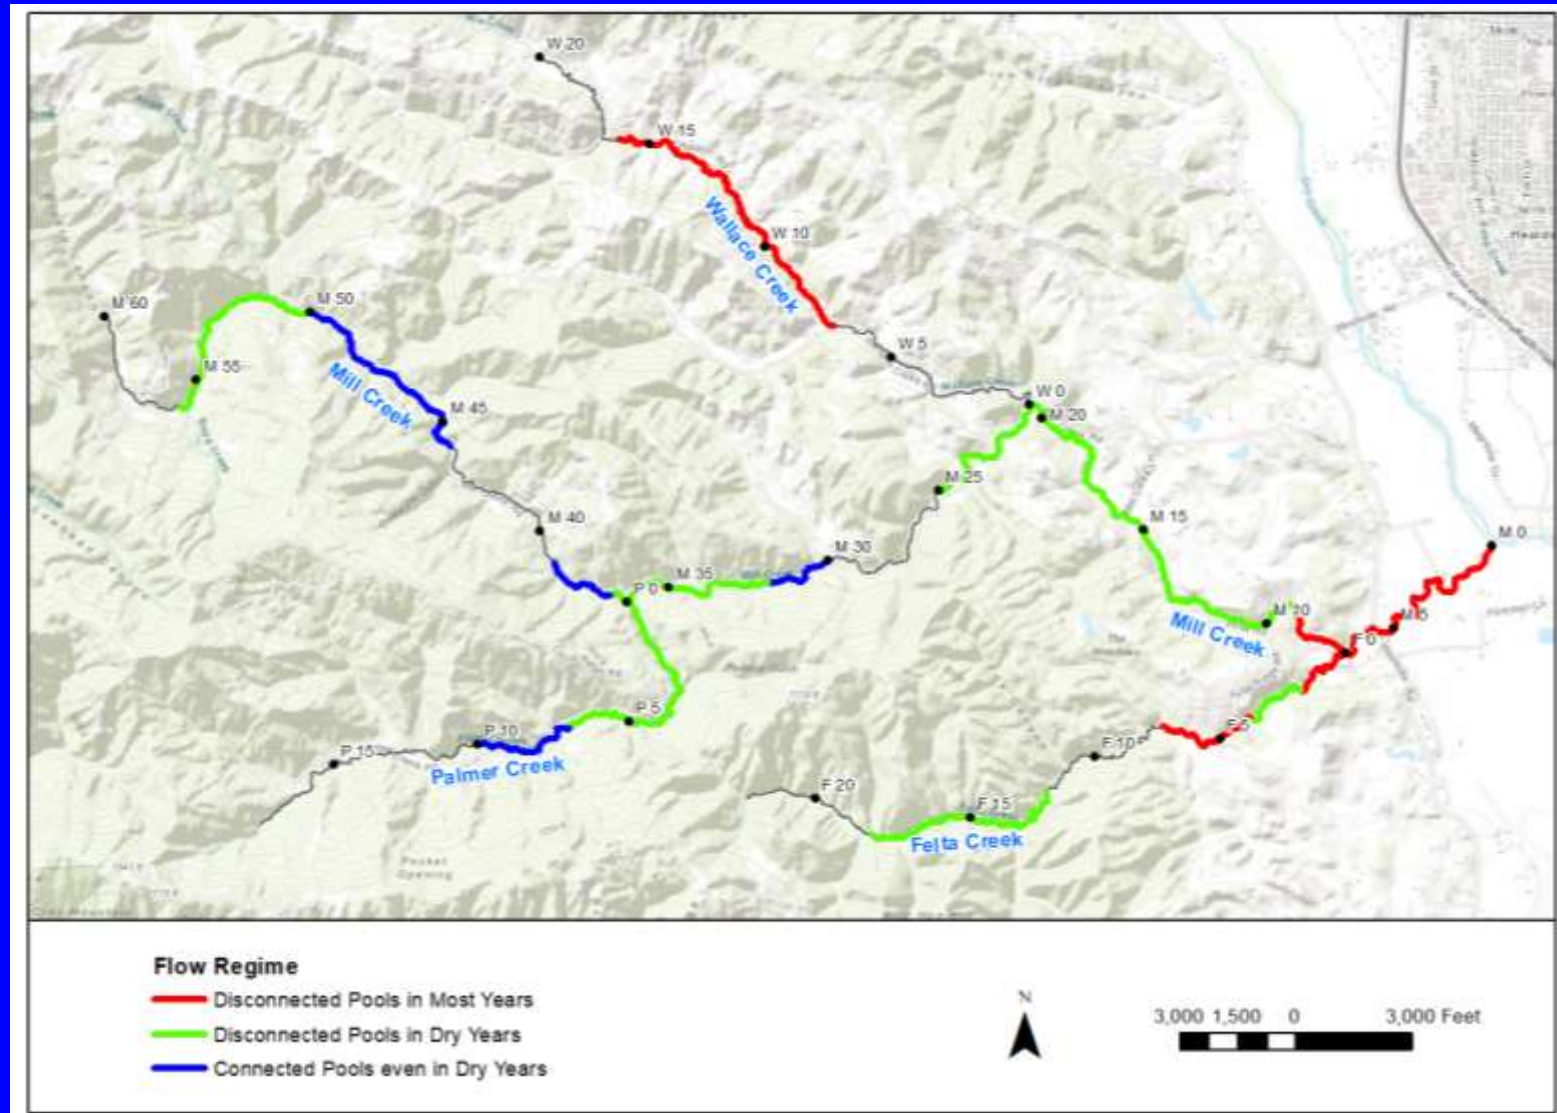 W 20
W 15
Wallace Creek
W 10
M 60
M 50
M 55
Mill Creek
M 45
W 5
W 0
M 20
M 25
M 40
M 15
M 30
M 0
M 35
P 0
M 10
M 5
Mill Creek
F 0
P 5
P 10
F 5
P 15
Palmer Creek
F 10
F 20
F 15
Felta Creek
Pocket
Opening
Flow Regime
Disconnected Pools in Most Years
Disconnected Pools in Dry Years
Connected Pools even in Dry Years
N
3,000 1,500 0 3,000 Feet